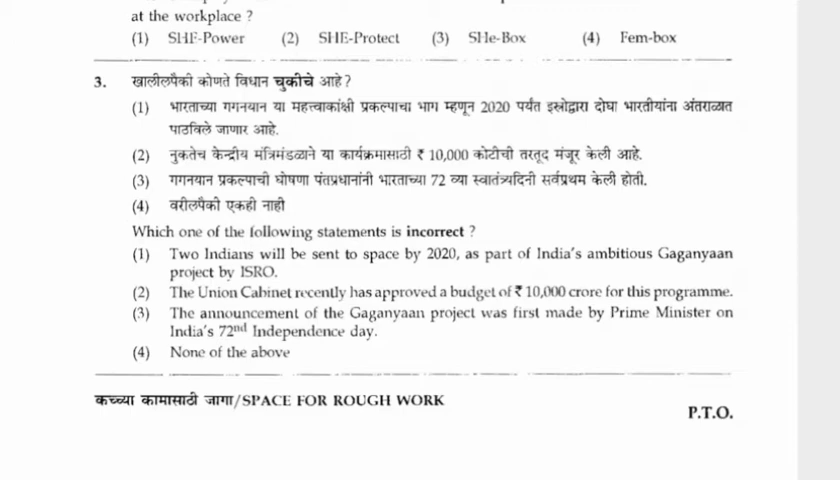 at the workplace ?
(1) SHE-Power (2) SHE-Protect (3) SHe-Box (4) Fem-box
3. खालीलपैकी कोणते विधान चुकीचे आहे ?
(1) भारताच्या गगनयान या महत्त्वाकांक्षी प्रकल्पाचा भाग म्हणून 2020 पर्यंत इस्रोद्वारा दोघा भारतीयांना अंतराळात
पाठविले जाणार आहे.
(2) नुकतेच केन्द्रीय मंत्रिमंडळाने या कार्यक्रमासाठी ₹ 10,000 कोटीची तरतूद मंजूर केली आहे.
(3) गगनयान प्रकल्पाची घोषणा पंतप्रधानांनी भारताच्या 72 व्या स्वातंत्र्यदिनी सर्वप्रथम केली होती.
(4) वरीलपैकी एकही नाही
Which one of the following statements is incorrect ?
(1) Two Indians will be sent to space by 2020, as part of India's ambitious Gaganyaan
project by ISRO.
(2) The Union Cabinet recently has approved a budget of ₹ 10,000 crore for this programme.
(3) The announcement of the Gaganyaan project was first made by Prime Minister on
India's 72nd Independence day.
(4) None of the above
कच्च्या कामासाठी जागा/SPACE FOR ROUGH WORK
P.T.O.